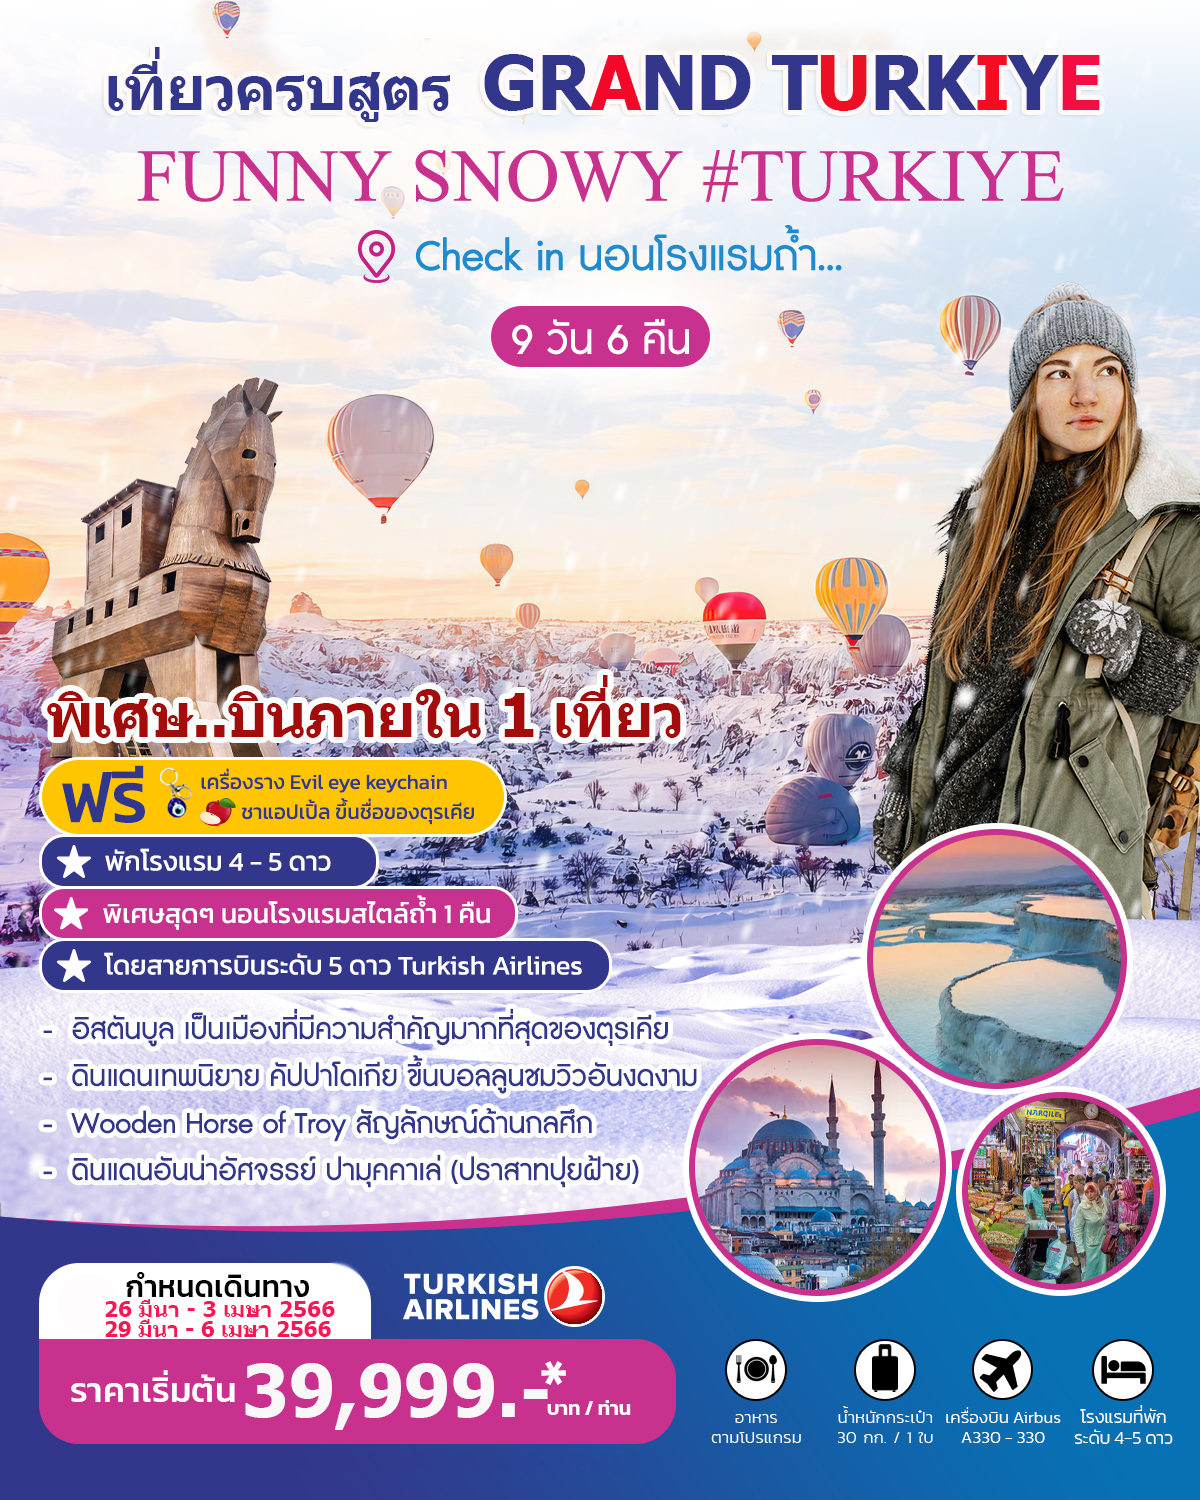 เที่ยวครบสูตร GRAND TURKIYE
FUNNY SNOWY #TURKIYE
Check in นอนโรงแรมถ้ำ...
9 วัน 6 คืน
พิเศษ..บินภายใน 1 เที่ยว
ฟรี
เครื่องราง Evil eye keychain
ชาแอปเปิ้ล ขึ้นชื่อของตุรเคีย
พักโรงแรม 4 - 5 ดาว
พิเศษสุดๆ นอนโรงแรมสไตล์ถ้ำ 1 คืน
โดยสายการบินระดับ 5 ดาว Turkish Airlines
- อิสตันบูล เป็นเมืองที่มีความสำคัญมากที่สุดของตุรเคีย
- ดินแดนเทพนิยาย คัปปาโดเกีย ขึ้นบอลลูนชมวิวอันงดงาม
- Wooden Horse of Troy สัญลักษณ์ด้านกลศึก
- ดินแดนอันน่าอัศจรรย์ ปามุคคาเล่ (ปราสาทปุยฝ้าย)
NARGILE
กำหนดเดินทาง
26 มีนา - 3 เมษา 2566
29 มีนา - 6 เมษา 2566
TURKISH
AIRLINES
ราคาเริ่มต้น 39,999.-*
บาท / ท่าน
อาหาร
ตามโปรแกรม
น้ำหนักกระเป๋า
30 กก. / 1 ใบ
เครื่องบิน Airbus
A330 - 330
โรงแรมที่พัก
ระดับ 4-5 ดาว